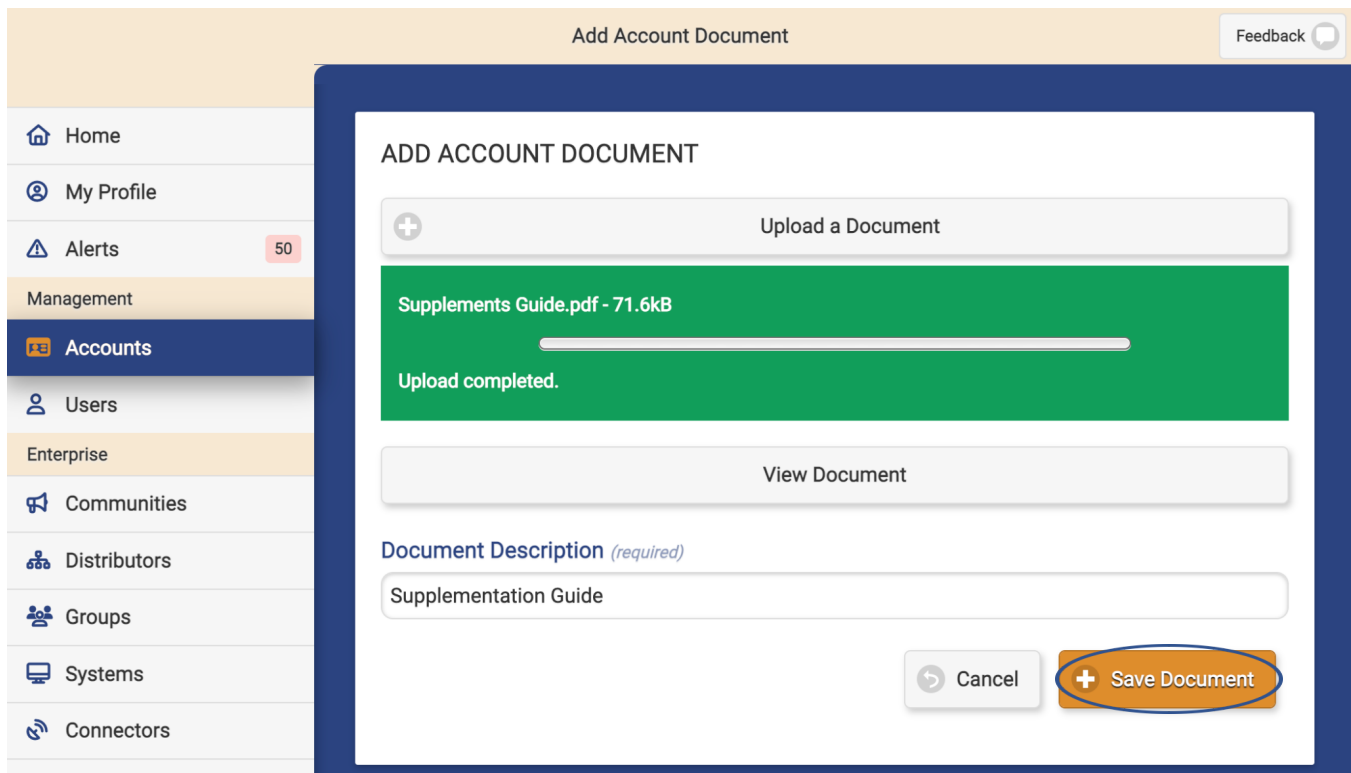 Add Account Document
Feedback
Home
My Profile
Alerts
50
Management
Accounts
Users
Enterprise
Communities
Distributors
Groups
Systems
Connectors
ADD ACCOUNT DOCUMENT
Upload a Document
Supplements Guide.pdf - 71.6kB
Upload completed.
View Document
Document Description (required)
Supplementation Guide
Cancel
Save Document